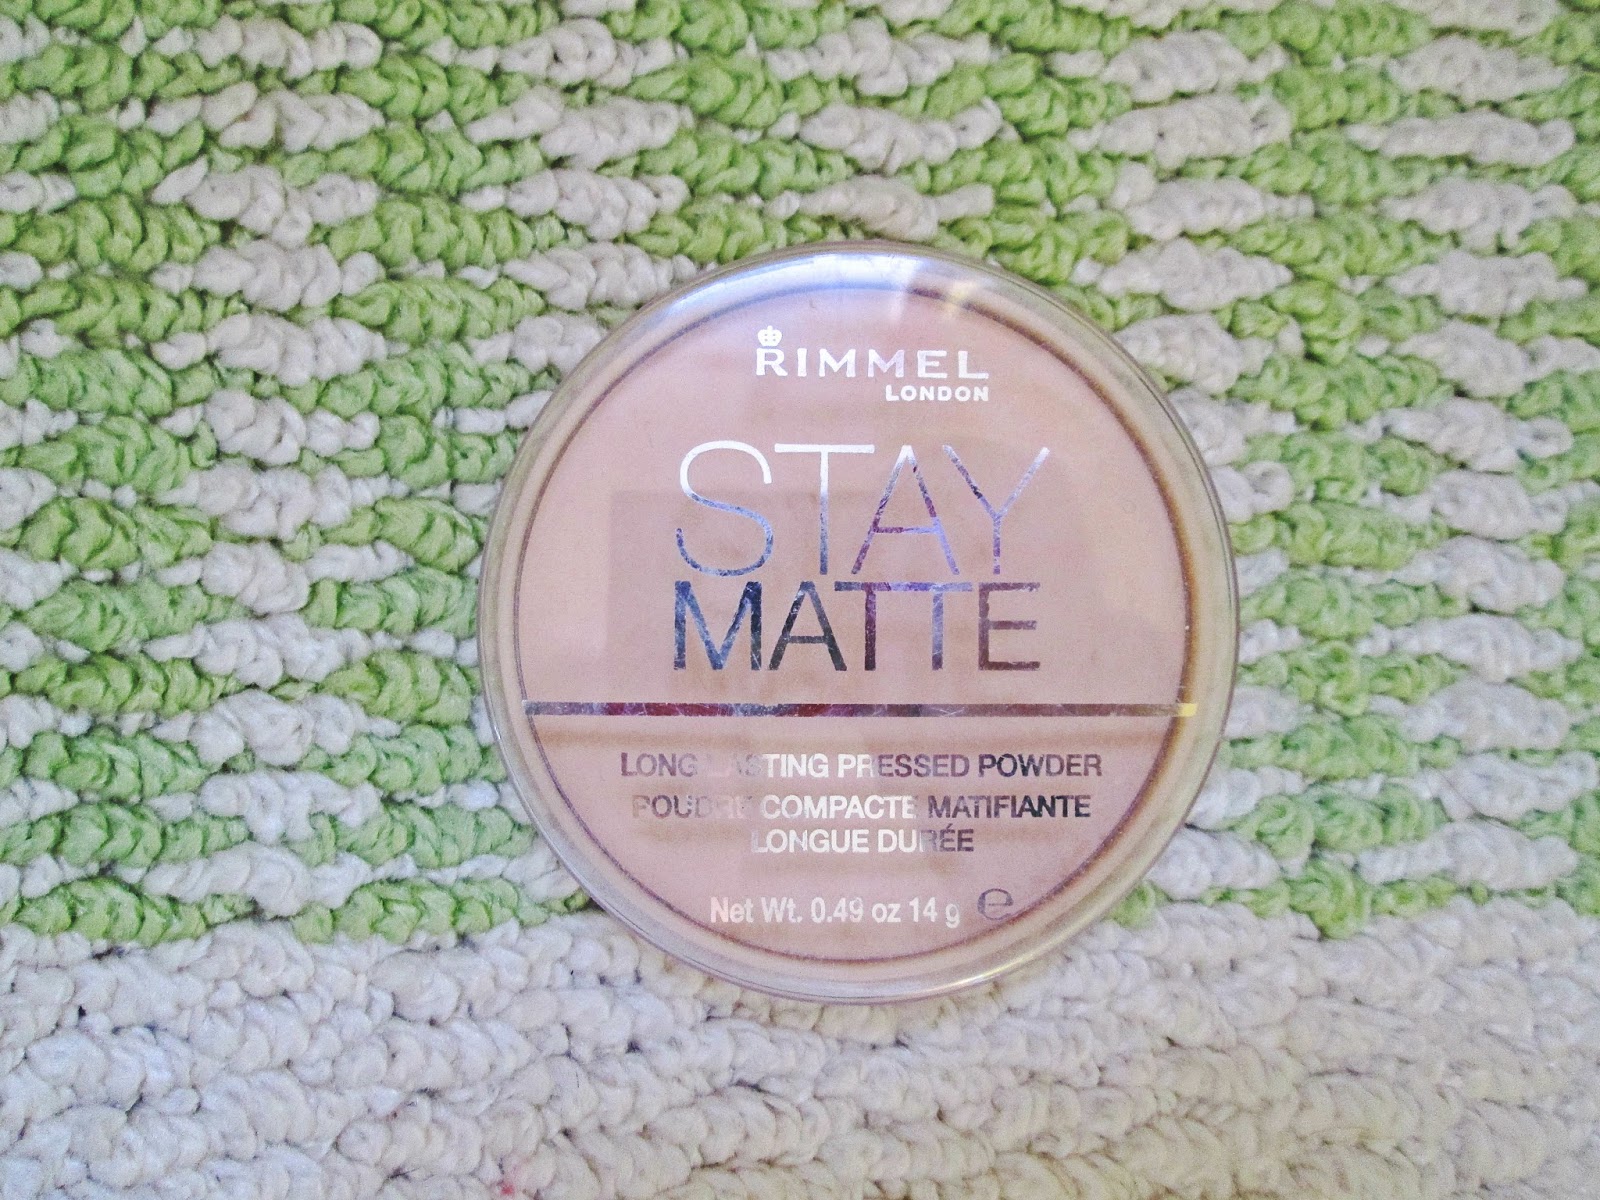 RIMMEL
LONDON
STAY
MATTE
LONG LASTING PRESSED POWDER
POUDRE COMPACTE MATIFIANTE
LONGUE DURÉE
Net Wt. 0.49 oz 14 g ℮